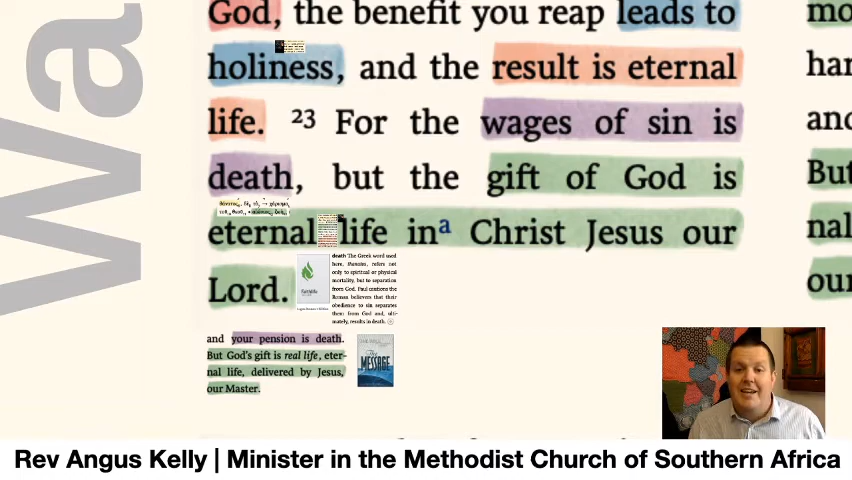 Wa
God, the benefit you reap leads to
holiness, and the result is eternal
life. 23 For the wages of sin is
death, but the gift of God is
eternal life in a Christ Jesus our
Lord.
death The Greek word used
here, thanatos, refers not
only to spiritual or physical
mortality, but to separation
from God. Paul cautions the
Roman believers that their
obedience to sin separates
them from God and, ulti-
mately, results in death.
and your pension is death.
But God's gift is real life, eter-
nal life, delivered by Jesus,
our Master.
The MESSAGE
mo
har
and
But
nal
our
Rev Angus Kelly | Minister in the Methodist Church of Southern Africa